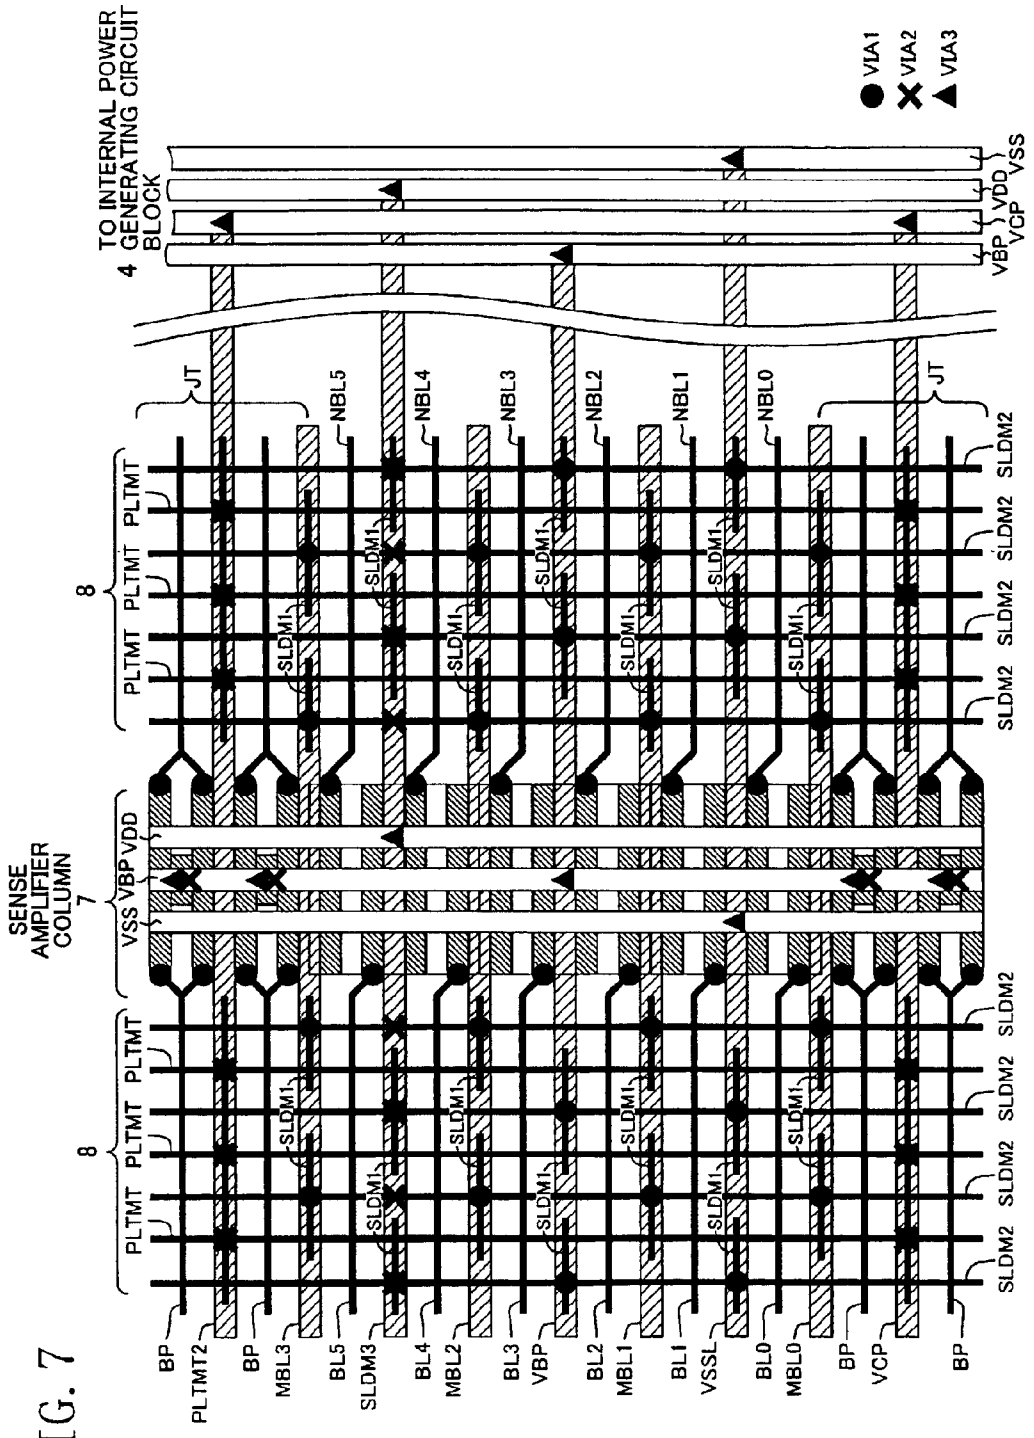 IG. 7
SENSE
AMPLIFIER
COLUMN
7
TO INTERNAL POWER
4 GENERATING CIRCUIT
BLOCK
VIA1
VIA2
VIA3
8
PLTMT
PLTMT
PLTMT
VSS
VBP
VDD
8
PLTMT
PLTMT
PLTMT
JT
BP
PLTMT2
BP
MBL3
BL5
SLDM3
BL4
MBL2
BL3
VBP
BL2
MBL1
BL1
VSSL
BL0
MBL0
BP
VCP
BP
SLDM1
SLDM1
SLDM1
SLDM1
SLDM1
SLDM1
SLDM1
SLDM1
SLDM1
SLDM1
SLDM1
SLDM1
SLDM1
SLDM1
NBL5
NBL4
NBL3
NBL2
NBL1
NBL0
JT
SLDM2
SLDM2
SLDM2
SLDM2
SLDM2
SLDM2
SLDM2
SLDM2
VBP
VCP
VDD
VSS